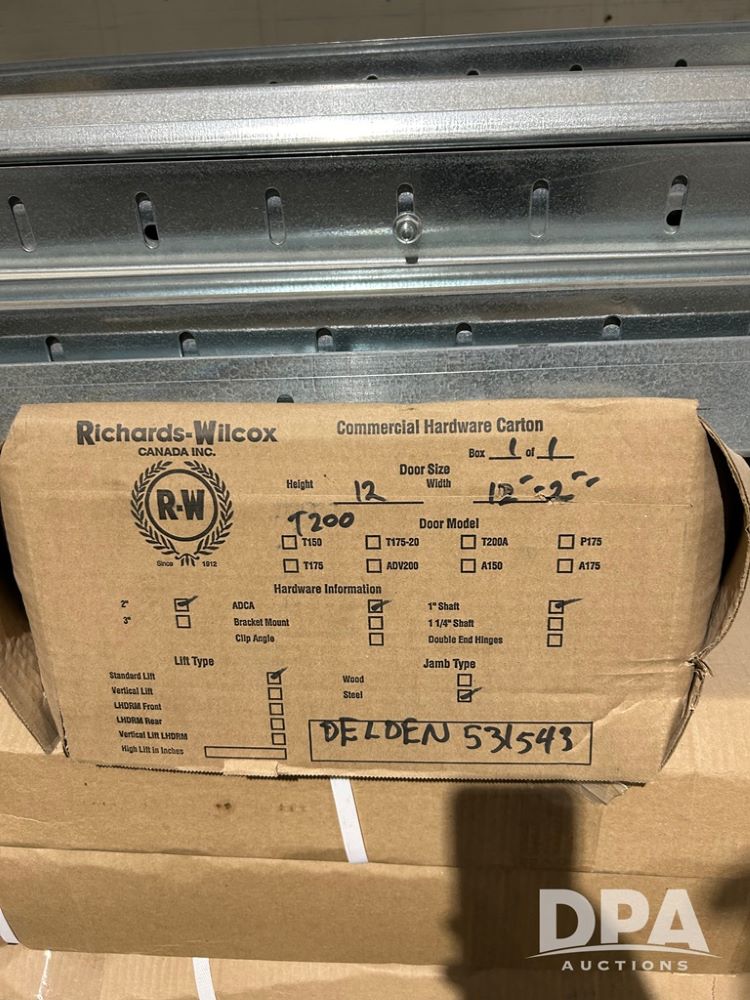 Richards-Wilcox
CANADA INC.
Commercial Hardware Carton
Box 1 of 1
Door Size
Height 12 Width 12"-2"
R-W
Since 1912
T200
Door Model
T150 T175-20 T200A P175
T175 ADV200 A150 A175
Hardware Information
2" ADCA 1" Shaft
3" Bracket Mount 1 1/4" Shaft
Clip Angle Double End Hinges
Lift Type Jamb Type
Standard Lift Wood
Vertical Lift Steel
LHDRM Front
LHDRM Rear
Vertical Lift LHDRM
High Lift in Inches
DELDEN 531543
DPA
AUCTIONS